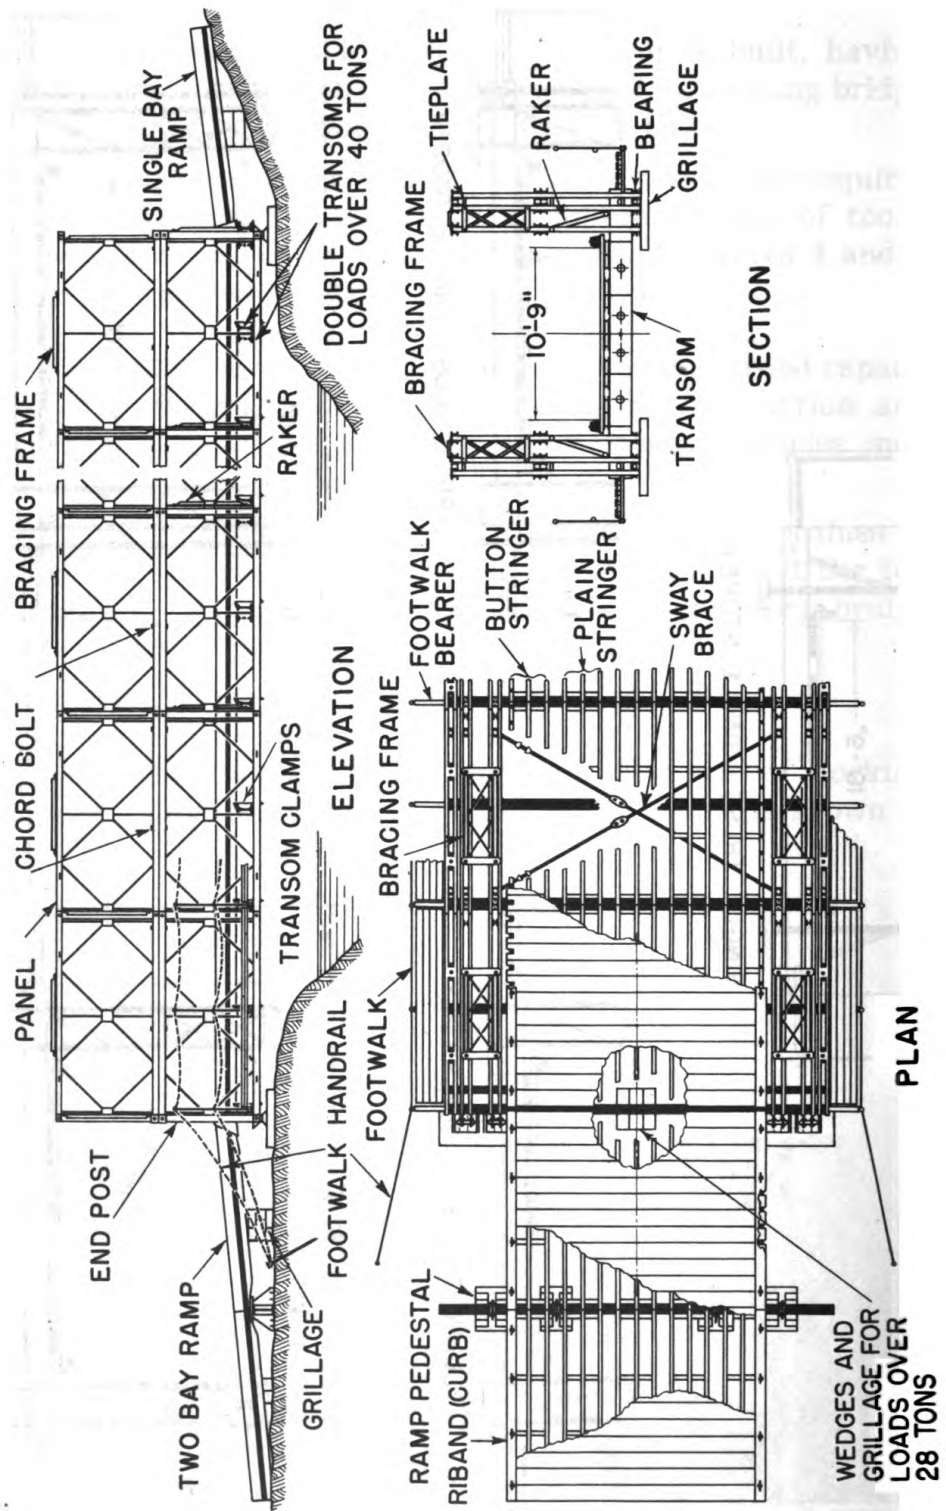 BRACING FRAME
CHORD BOLT
PANEL
SINGLE BAY
RAMP
DOUBLE TRANSOMS FOR
LOADS OVER 40 TONS
RAKER
TRANSOM CLAMPS
ELEVATION
END POST
TWO BAY RAMP
FOOTWALK HANDRAIL
GRILLAGE
FOOTWALK
BRACING FRAME
FOOTWALK
BEARER
BUTTON
STRINGER
PLAIN
STRINGER
SWAY
BRACE
RAMP PEDESTAL
RIBAND (CURB)
WEDGES AND
GRILLAGE FOR
LOADS OVER
28 TONS
PLAN
BRACING FRAME
TIEPLATE
RAKER
BEARING
GRILLAGE
10'-9"
TRANSOM
SECTION